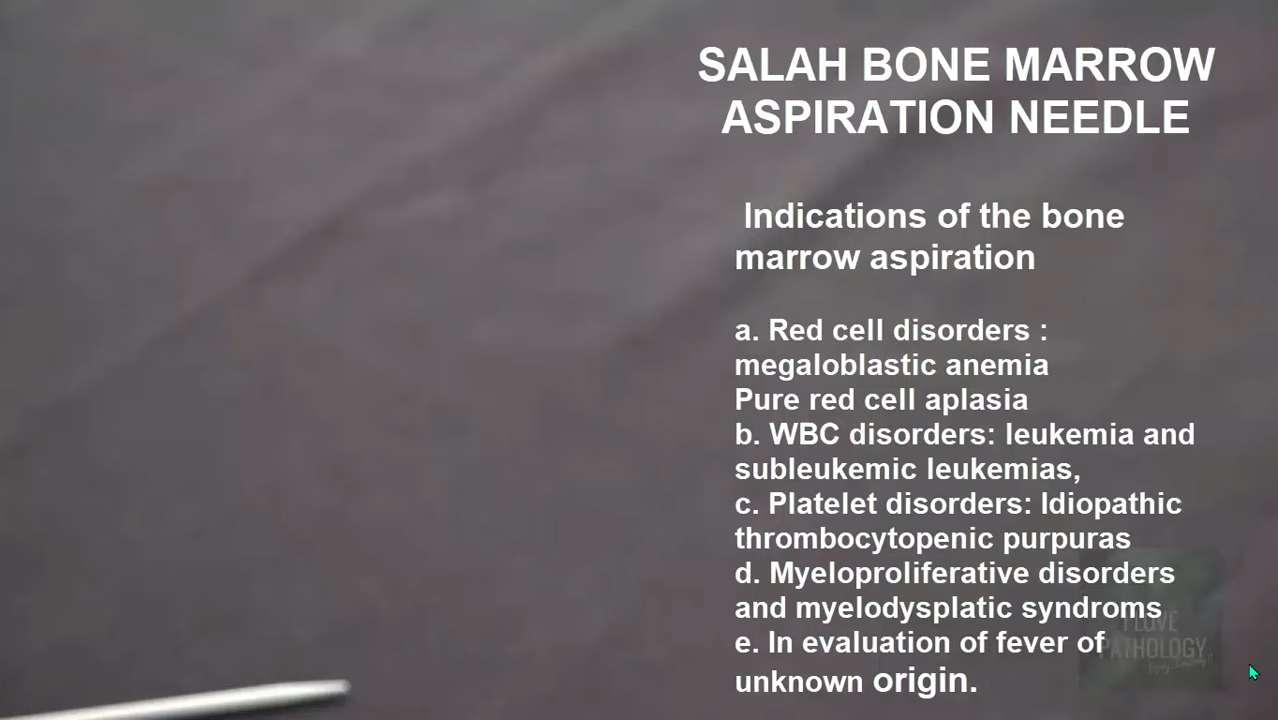 SALAH BONE MARROW
ASPIRATION NEEDLE
Indications of the bone
marrow aspiration
a. Red cell disorders :
megaloblastic anemia
Pure red cell aplasia
b. WBC disorders: leukemia and
subleukemic leukemias,
c. Platelet disorders: Idiopathic
thrombocytopenic purpuras
d. Myeloproliferative disorders
and myelodysplatic syndroms
e. In evaluation of fever of
unknown origin.
I LOVE
PATHOLOGY